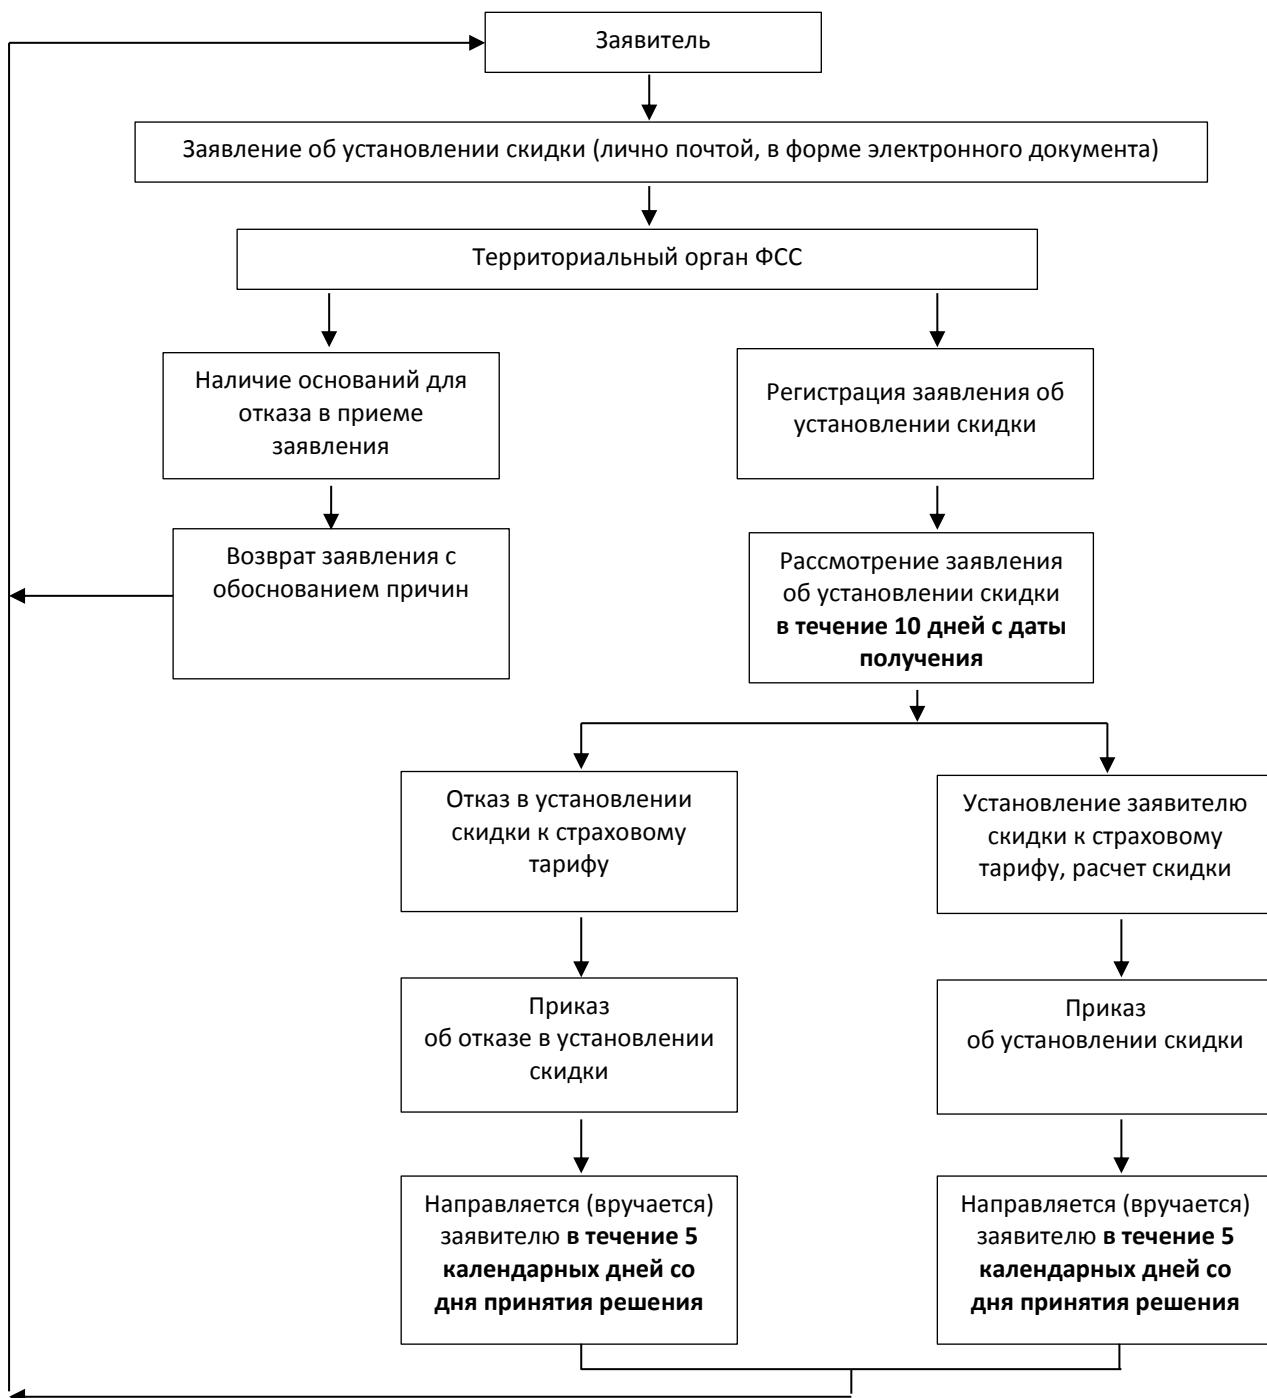 Заявитель
Заявление об установлении скидки (лично почтой, в форме электронного документа)
Территориальный орган ФСС
Наличие оснований для
отказа в приеме
заявления
Регистрация заявления об
установлении скидки
Возврат заявления с
обоснованием причин
Рассмотрение заявления
об установлении скидки
в течение 10 дней с даты
получения
Отказ в установлении
скидки к страховому
тарифу
Установление заявителю
скидки к страховому
тарифу, расчет скидки
Приказ
об отказе в установлении
скидки
Приказ
об установлении скидки
Направляется (вручается)
заявителю в течение 5
календарных дней со
дня принятия решения
Направляется (вручается)
заявителю в течение 5
календарных дней со
дня принятия решения